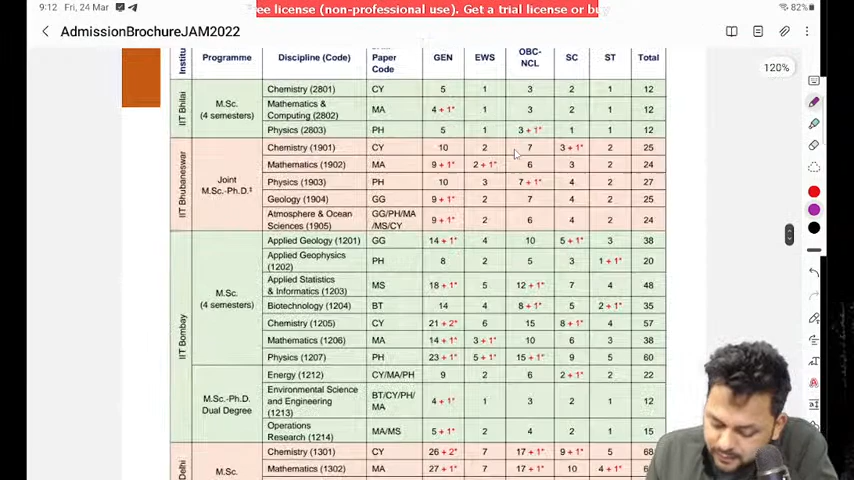 ee license (non-professional use). Get a trial license or bu
9:12 Fri, 24 Mar
82%
AdmissionBrochureJAM2022
120%
Institu Programme Discipline (Code) Paper Code GEN EWS OBC-NCL SC ST Total
IIT Bhilai
M.Sc. (4 semesters)
Chemistry (2801) CY 5 1 3 2 1 12
Mathematics & Computing (2802) MA 4 + 1* 1 3 2 1 12
Physics (2803) PH 5 1 3 + 1* 1 1 12
IIT Bhubaneswar
Joint M.Sc.-Ph.D.‡
Chemistry (1901) CY 10 2 7 3 + 1* 2 25
Mathematics (1902) MA 9 + 1* 2 + 1* 6 3 2 24
Physics (1903) PH 10 3 7 + 1* 4 2 27
Geology (1904) GG 9 + 1* 2 7 4 2 25
Atmosphere & Ocean Sciences (1905) GG/PH/MA/MS/CY 9 + 1* 2 6 4 2 24
IIT Bombay
M.Sc. (4 semesters)
Applied Geology (1201) GG 14 + 1* 4 10 5 + 1* 3 38
Applied Geophysics (1202) PH 8 2 5 3 1 + 1* 20
Applied Statistics & Informatics (1203) MS 18 + 1* 5 12 + 1* 7 4 48
Biotechnology (1204) BT 14 4 8 + 1* 5 2 + 1* 35
Chemistry (1205) CY 21 + 2* 6 15 8 + 1* 4 57
Mathematics (1206) MA 14 + 1* 3 + 1* 10 6 3 38
Physics (1207) PH 23 + 1* 5 + 1* 15 + 1* 9 5 60
M.Sc.-Ph.D. Dual Degree
Energy (1212) CY/MA/PH 9 2 6 2 + 1* 2 22
Environmental Science and Engineering (1213) BT/CY/PH/MA 4 + 1* 1 3 2 1 12
Operations Research (1214) MA/MS 5 + 1* 2 4 2 1 15
Delhi
M.Sc.
Chemistry (1301) CY 26 + 2* 7 17 + 1* 9 + 1* 5 68
Mathematics (1302) MA 27 + 1* 7 17 + 1* 10 4 + 1*